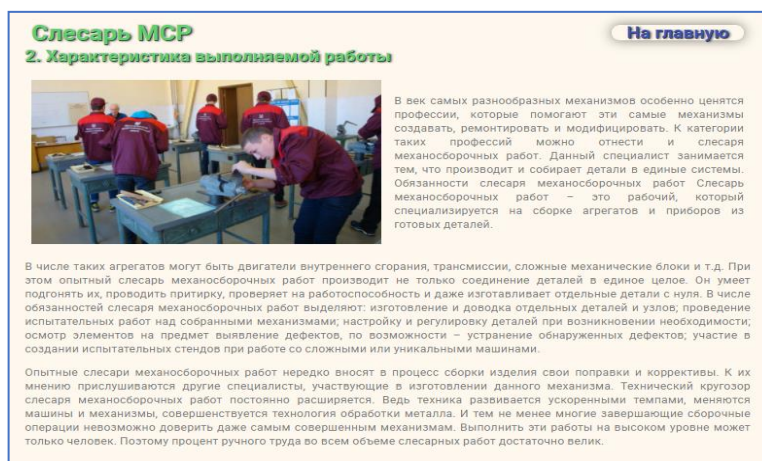 Слесарь МСР
На главную
2. Характеристика выполняемой работы
В век самых разнообразных механизмов особенно ценятся
профессии, которые помогают эти самые механизмы
создавать, ремонтировать и модифицировать. К категории
таких профессий можно отнести и слесаря
механосборочных работ. Данный специалист занимается
тем, что производит и собирает детали в единые системы.
Обязанности слесаря механосборочных работ Слесарь
механосборочных работ – это рабочий, который
специализируется на сборке агрегатов и приборов из
готовых деталей.
В числе таких агрегатов могут быть двигатели внутреннего сгорания, трансмиссии, сложные механические блоки и т.д. При
этом опытный слесарь механосборочных работ производит не только соединение деталей в единое целое. Он умеет
подгонять их, проводить притирку, проверяет на работоспособность и даже изготавливает отдельные детали с нуля. В числе
обязанностей слесаря механосборочных работ выделяют: изготовление и доводка отдельных деталей и узлов; проведение
испытательных работ над собранными механизмами; настройку и регулировку деталей при возникновении необходимости;
осмотр элементов на предмет выявление дефектов, по возможности – устранение обнаруженных дефектов; участие в
создании испытательных стендов при работе со сложными или уникальными машинами.
Опытные слесари механосборочных работ нередко вносят в процесс сборки изделия свои поправки и коррективы. К их
мнению прислушиваются другие специалисты, участвующие в изготовлении данного механизма. Технический кругозор
слесаря механосборочных работ постоянно расширяется. Ведь техника развивается ускоренными темпами, меняются
машины и механизмы, совершенствуется технология обработки металла. И тем не менее многие завершающие сборочные
операции невозможно доверить даже самым совершенным механизмам. Выполнить эти работы на высоком уровне может
только человек. Поэтому процент ручного труда во всем объеме слесарных работ достаточно велик.